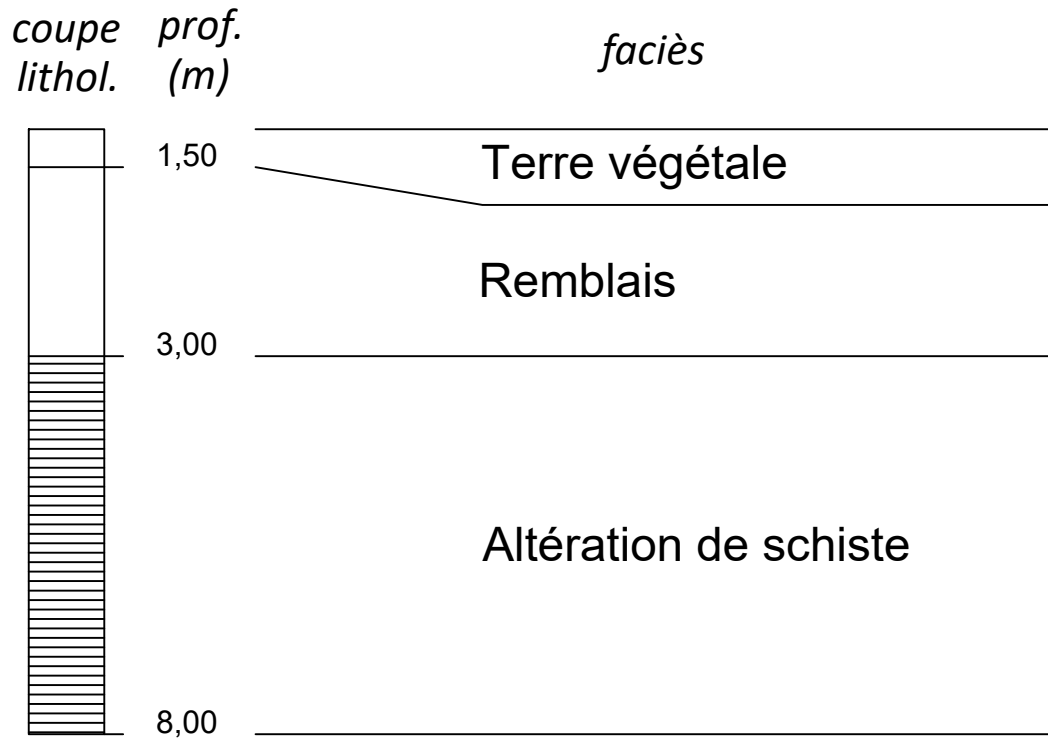 coupe prof.
lithol. (m) faciès
1,50 Terre végétale
Remblais
3,00
Altération de schiste
8,00